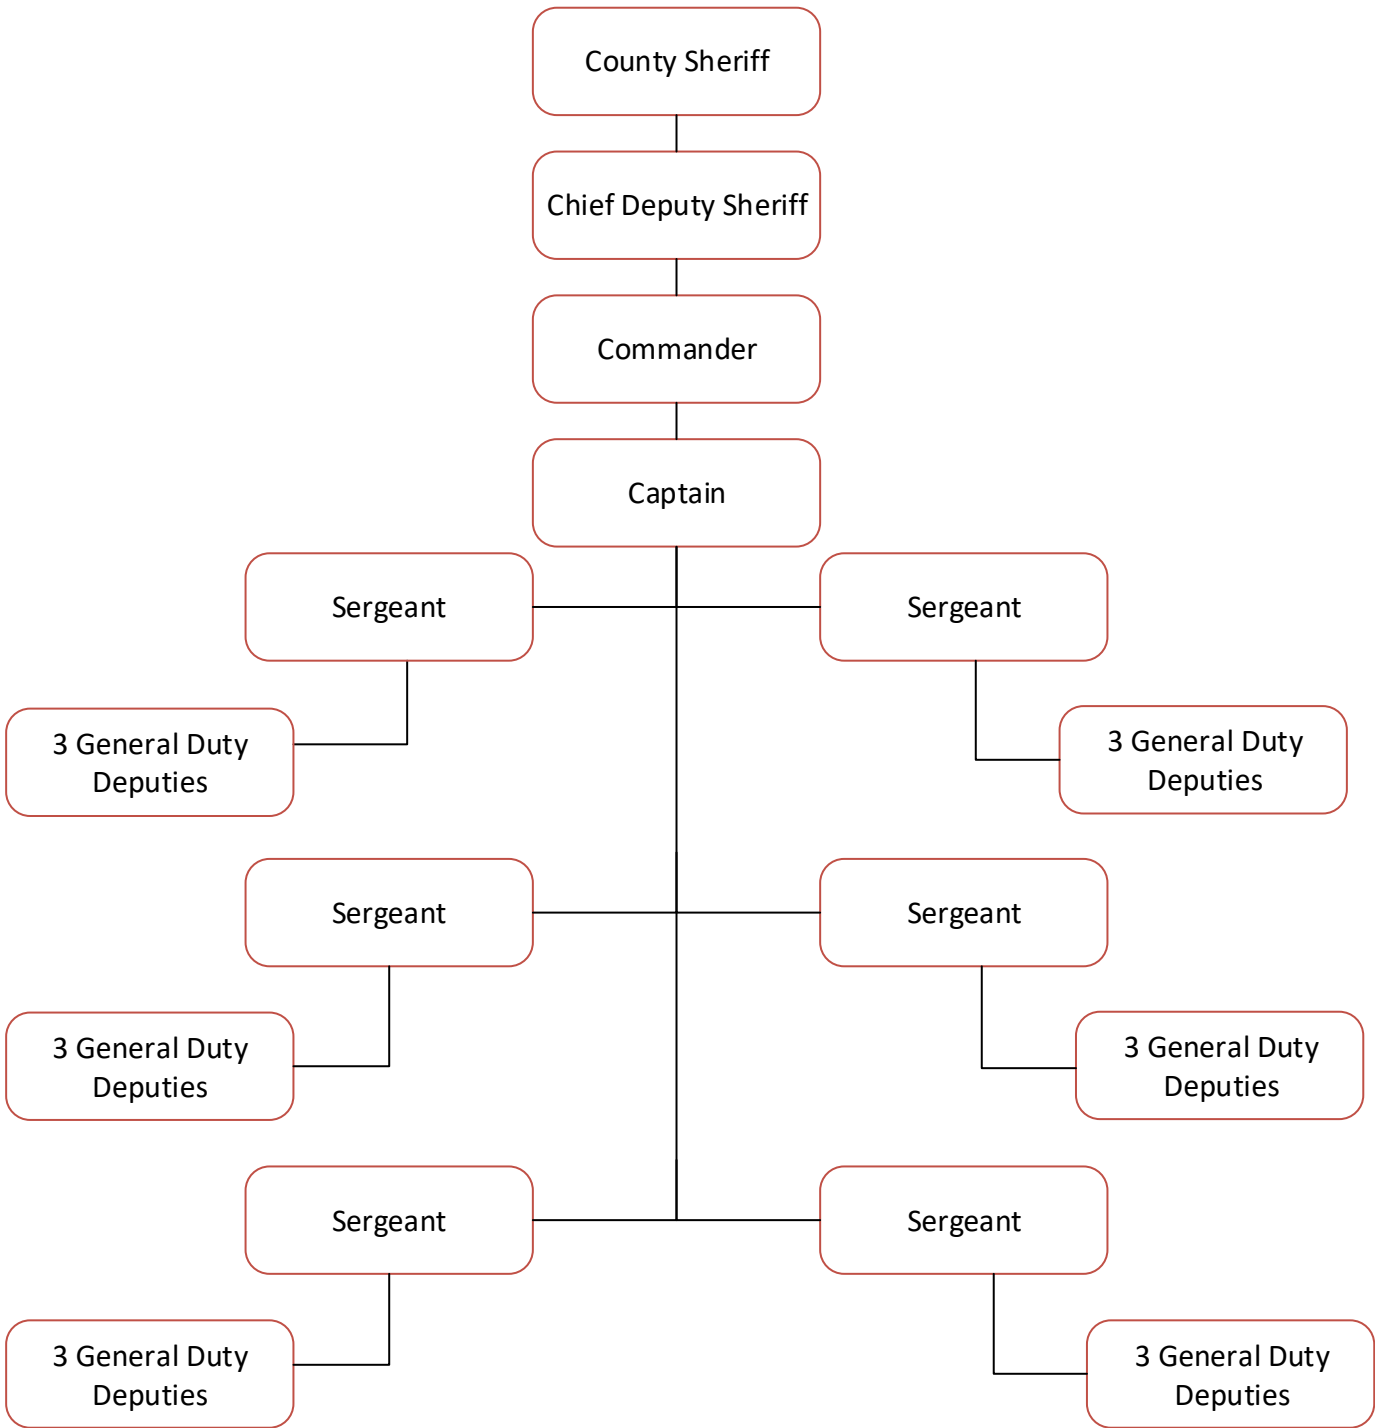 County Sheriff
Chief Deputy Sheriff
Commander
Captain
Sergeant
Sergeant
3 General Duty
Deputies
3 General Duty
Deputies
Sergeant
Sergeant
3 General Duty
Deputies
3 General Duty
Deputies
Sergeant
Sergeant
3 General Duty
Deputies
3 General Duty
Deputies